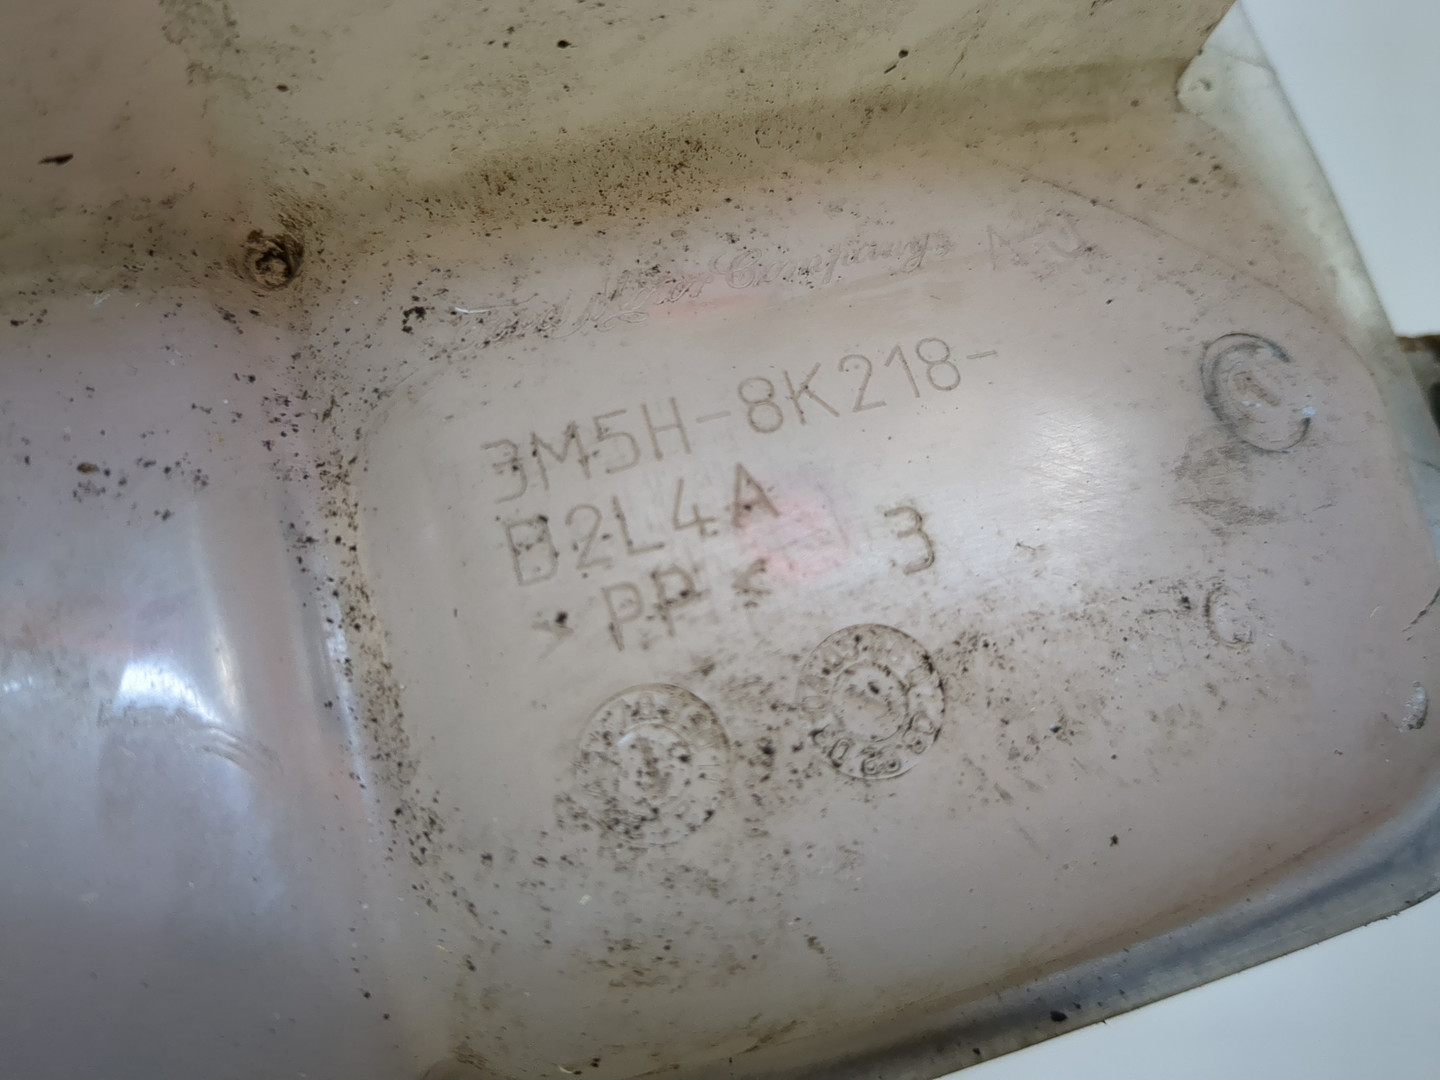 Ford Motor Company
3M5H-8K218-
B2L4A
>PP< 3
C
C